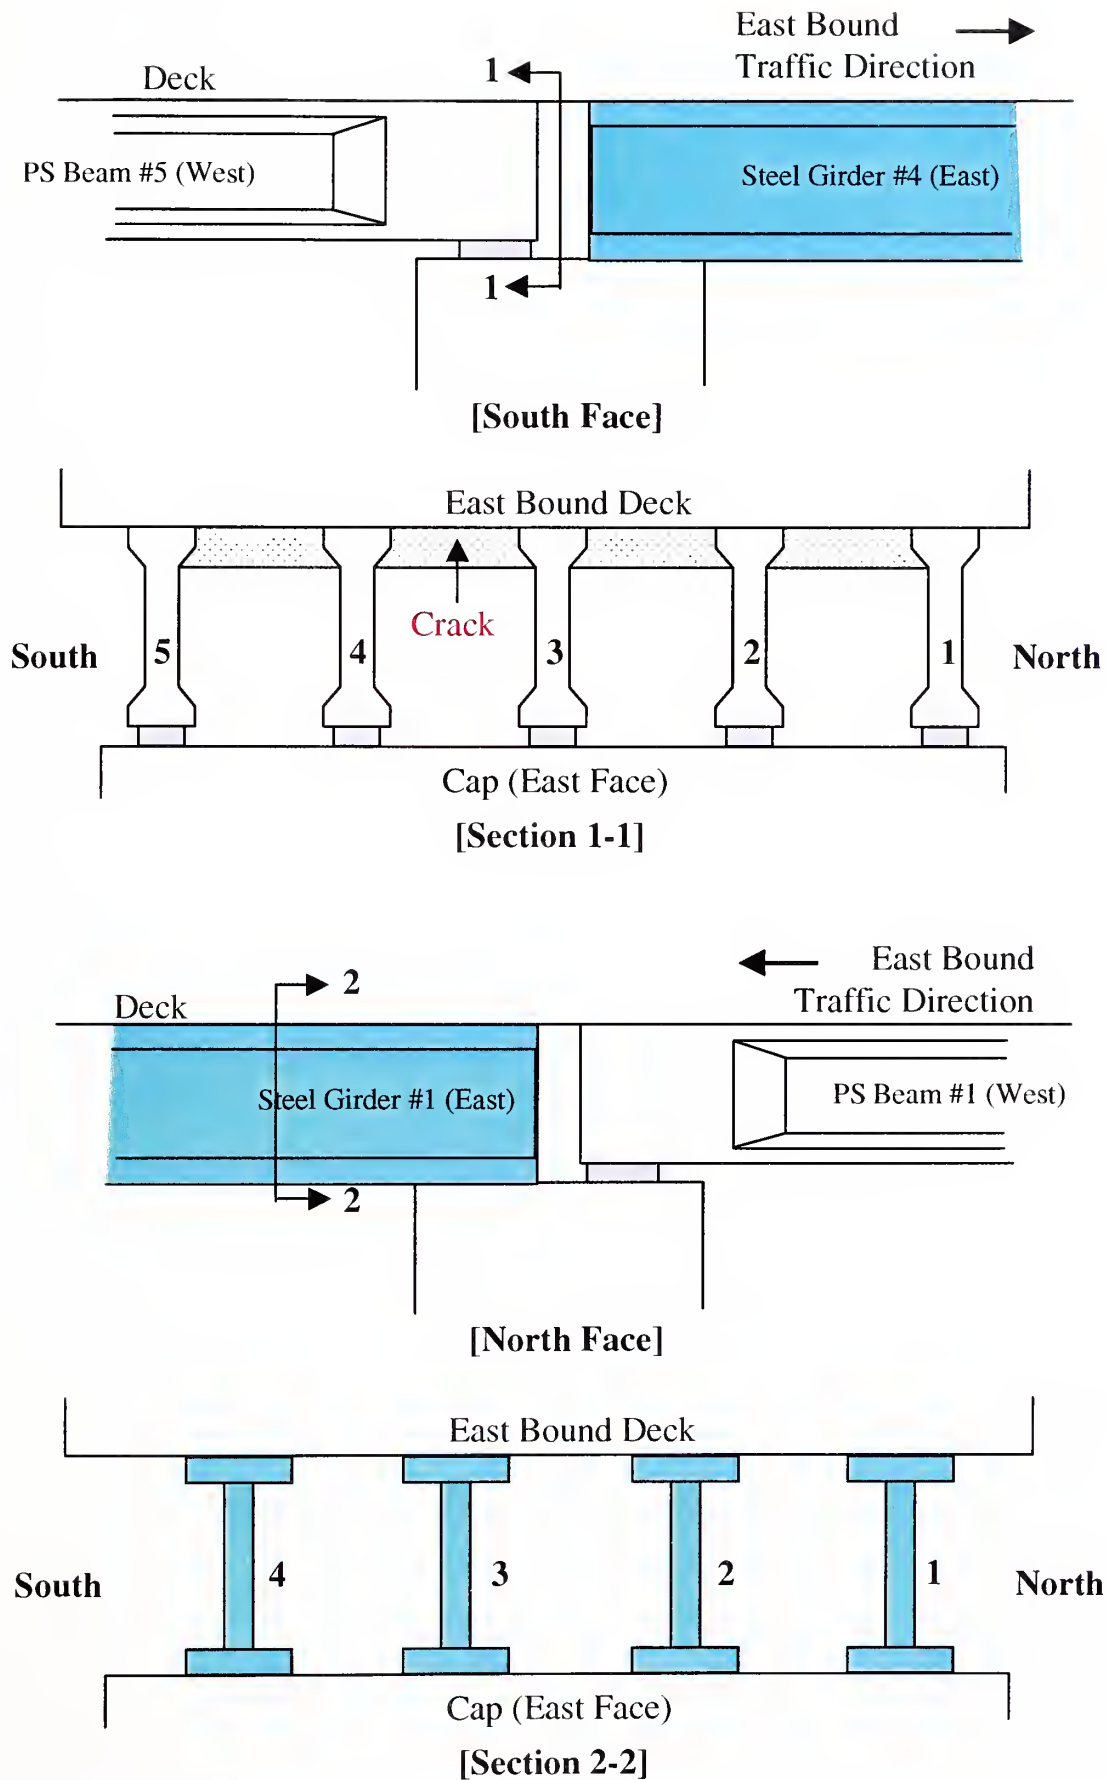 East Bound
Traffic Direction
Deck
1
PS Beam #5 (West)
Steel Girder #4 (East)
1
[South Face]
East Bound Deck
Crack
South
5
4
3
2
1
North
Cap (East Face)
[Section 1-1]
East Bound
Traffic Direction
2
Deck
Steel Girder #1 (East)
PS Beam #1 (West)
2
[North Face]
East Bound Deck
South
4
3
2
1
North
Cap (East Face)
[Section 2-2]